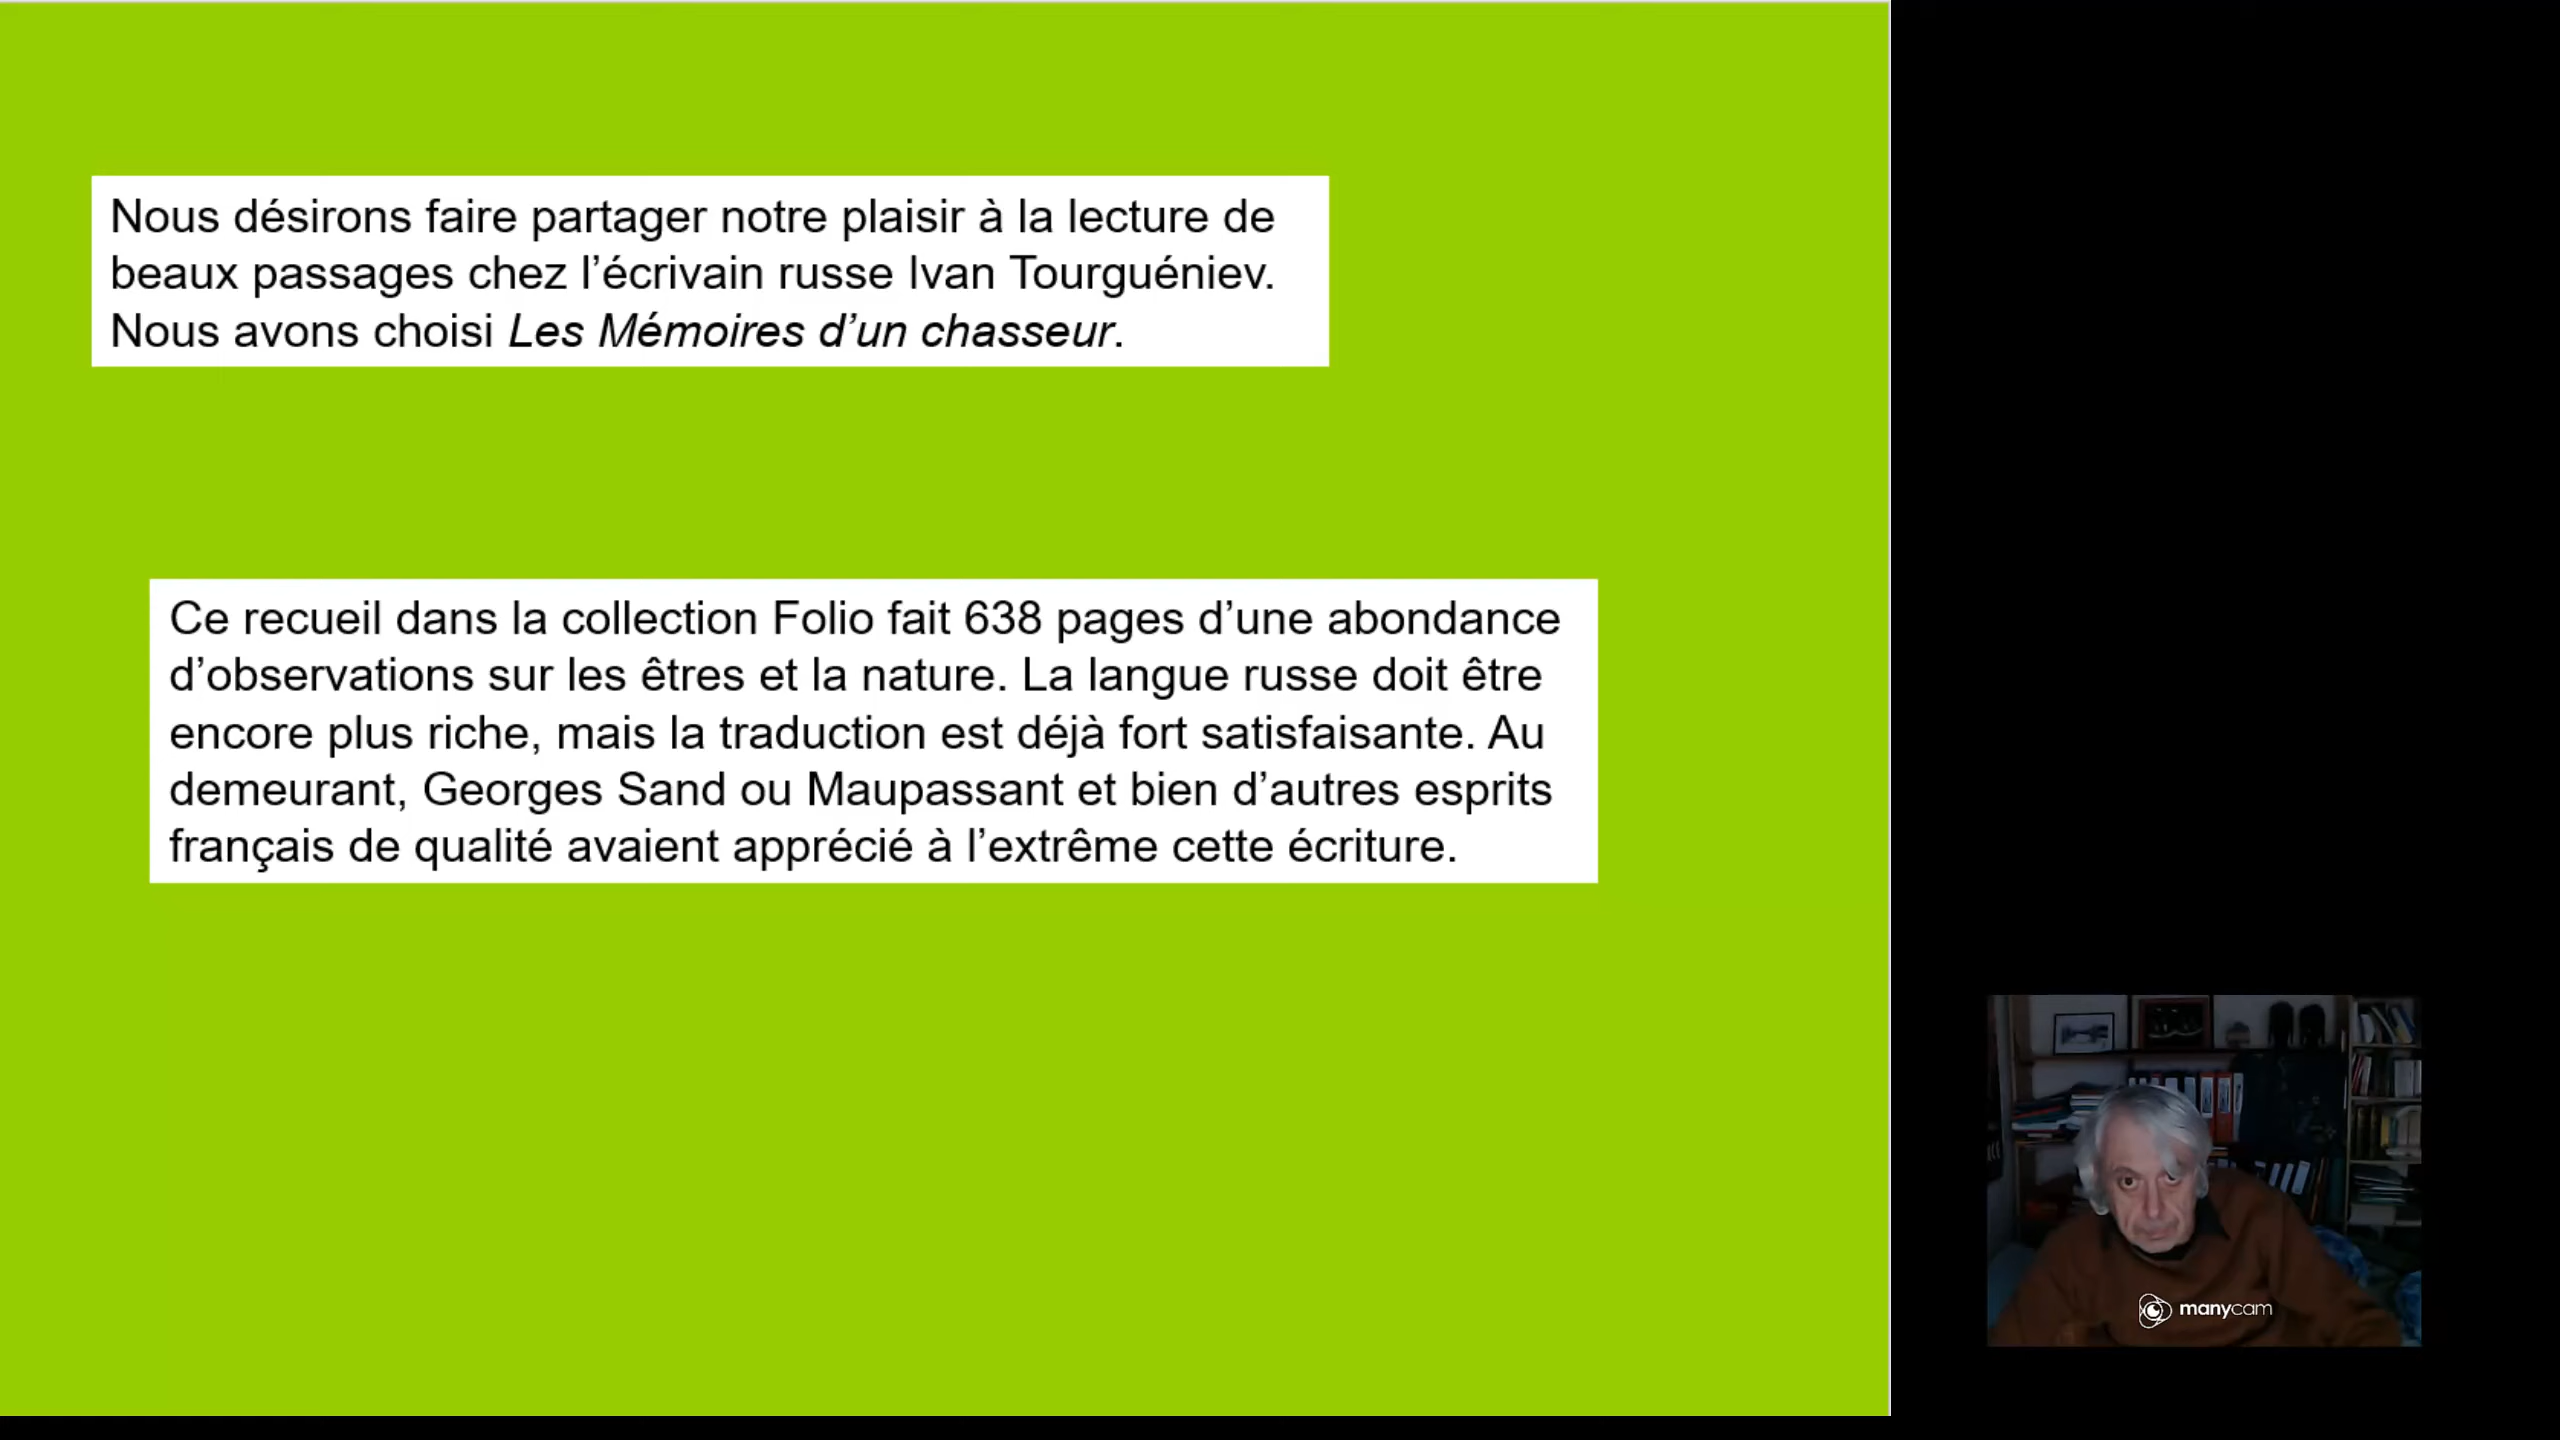 Nous désirons faire partager notre plaisir à la lecture de
beaux passages chez l’écrivain russe Ivan Tourguéniev.
Nous avons choisi Les Mémoires d’un chasseur.
Ce recueil dans la collection Folio fait 638 pages d’une abondance
d’observations sur les êtres et la nature. La langue russe doit être
encore plus riche, mais la traduction est déjà fort satisfaisante. Au
demeurant, Georges Sand ou Maupassant et bien d’autres esprits
français de qualité avaient apprécié à l’extrême cette écriture.
manycam